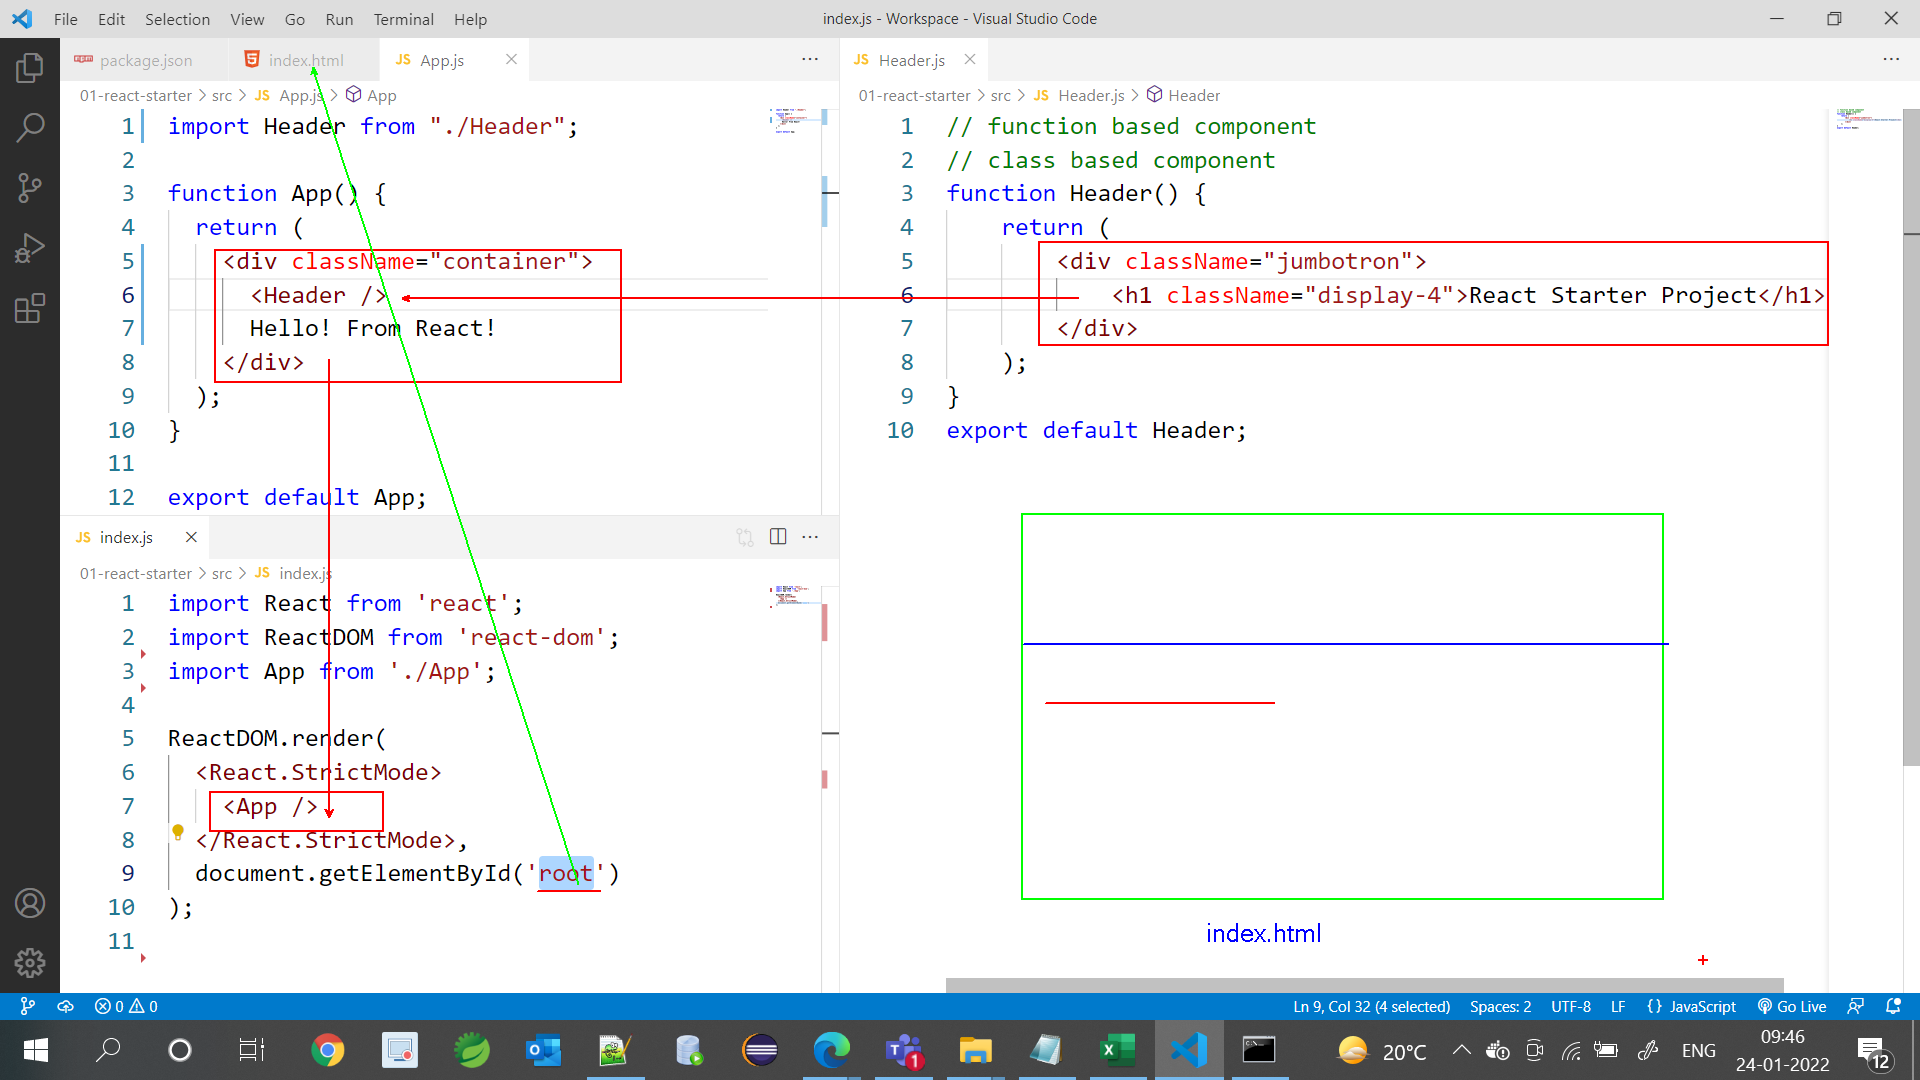 File Edit Selection View Go Run Terminal Help
index.js - Workspace - Visual Studio Code
package.json
index.html
JS App.js
01-react-starter > src > JS App.js > App
1 import Header from "./Header";
2
3 function App() {
4 return (
5 <div className="container">
6 <Header />
7 Hello! From React!
8 </div>
9 );
10 }
11
12 export default App;
JS index.js
01-react-starter > src > JS index.js
1 import React from 'react';
2 import ReactDOM from 'react-dom';
3 import App from './App';
4
5 ReactDOM.render(
6 <React.StrictMode>
7 <App />
8 </React.StrictMode>,
9 document.getElementById('root')
10 );
11
JS Header.js
01-react-starter > src > JS Header.js > Header
1 // function based component
2 // class based component
3 function Header() {
4 return (
5 <div className="jumbotron">
6 <h1 className="display-4">React Starter Project</h1>
7 </div>
8 );
9 }
10 export default Header;
index.html
0 0
Ln 9, Col 32 (4 selected) Spaces: 2 UTF-8 LF {} JavaScript Go Live
1
20°C
ENG
09:46
24-01-2022
12